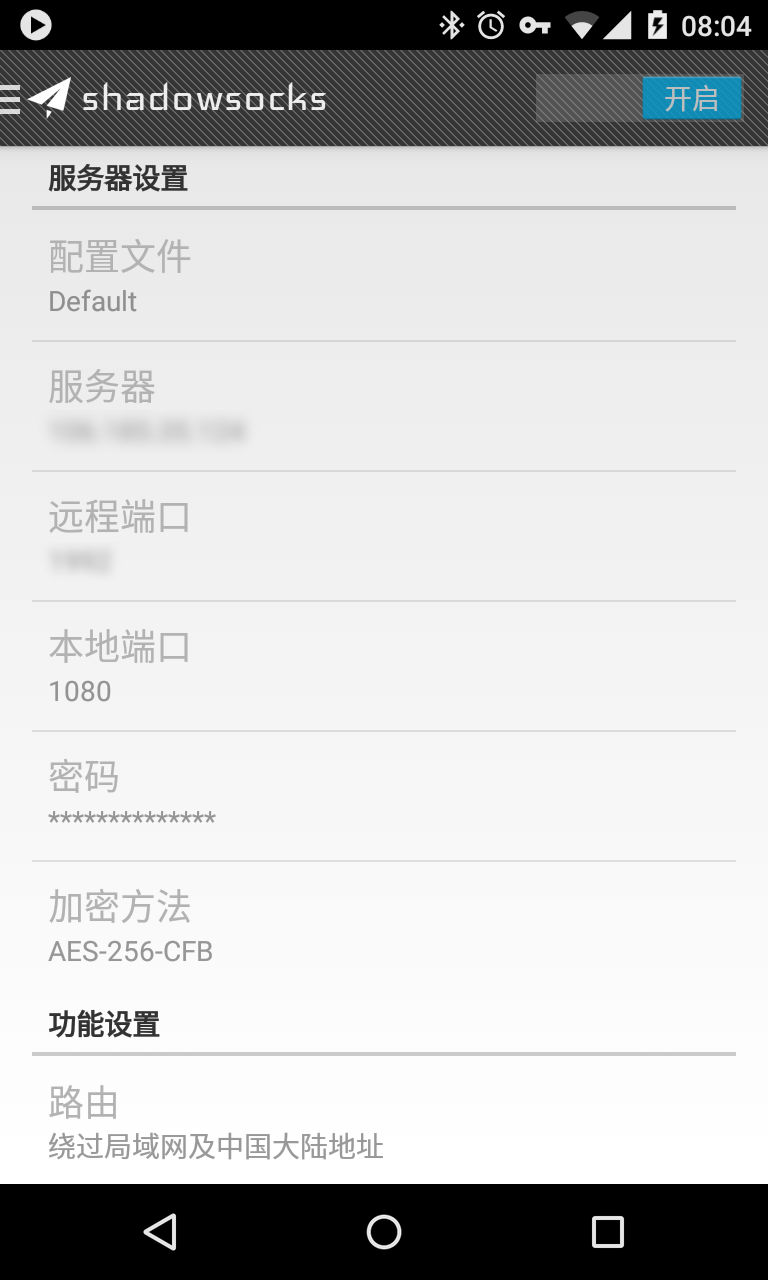 08:04
shadowsocks
开启
服务器设置
配置文件
Default
服务器
远程端口
本地端口
1080
密码
**************
加密方法
AES-256-CFB
功能设置
路由
绕过局域网及中国大陆地址